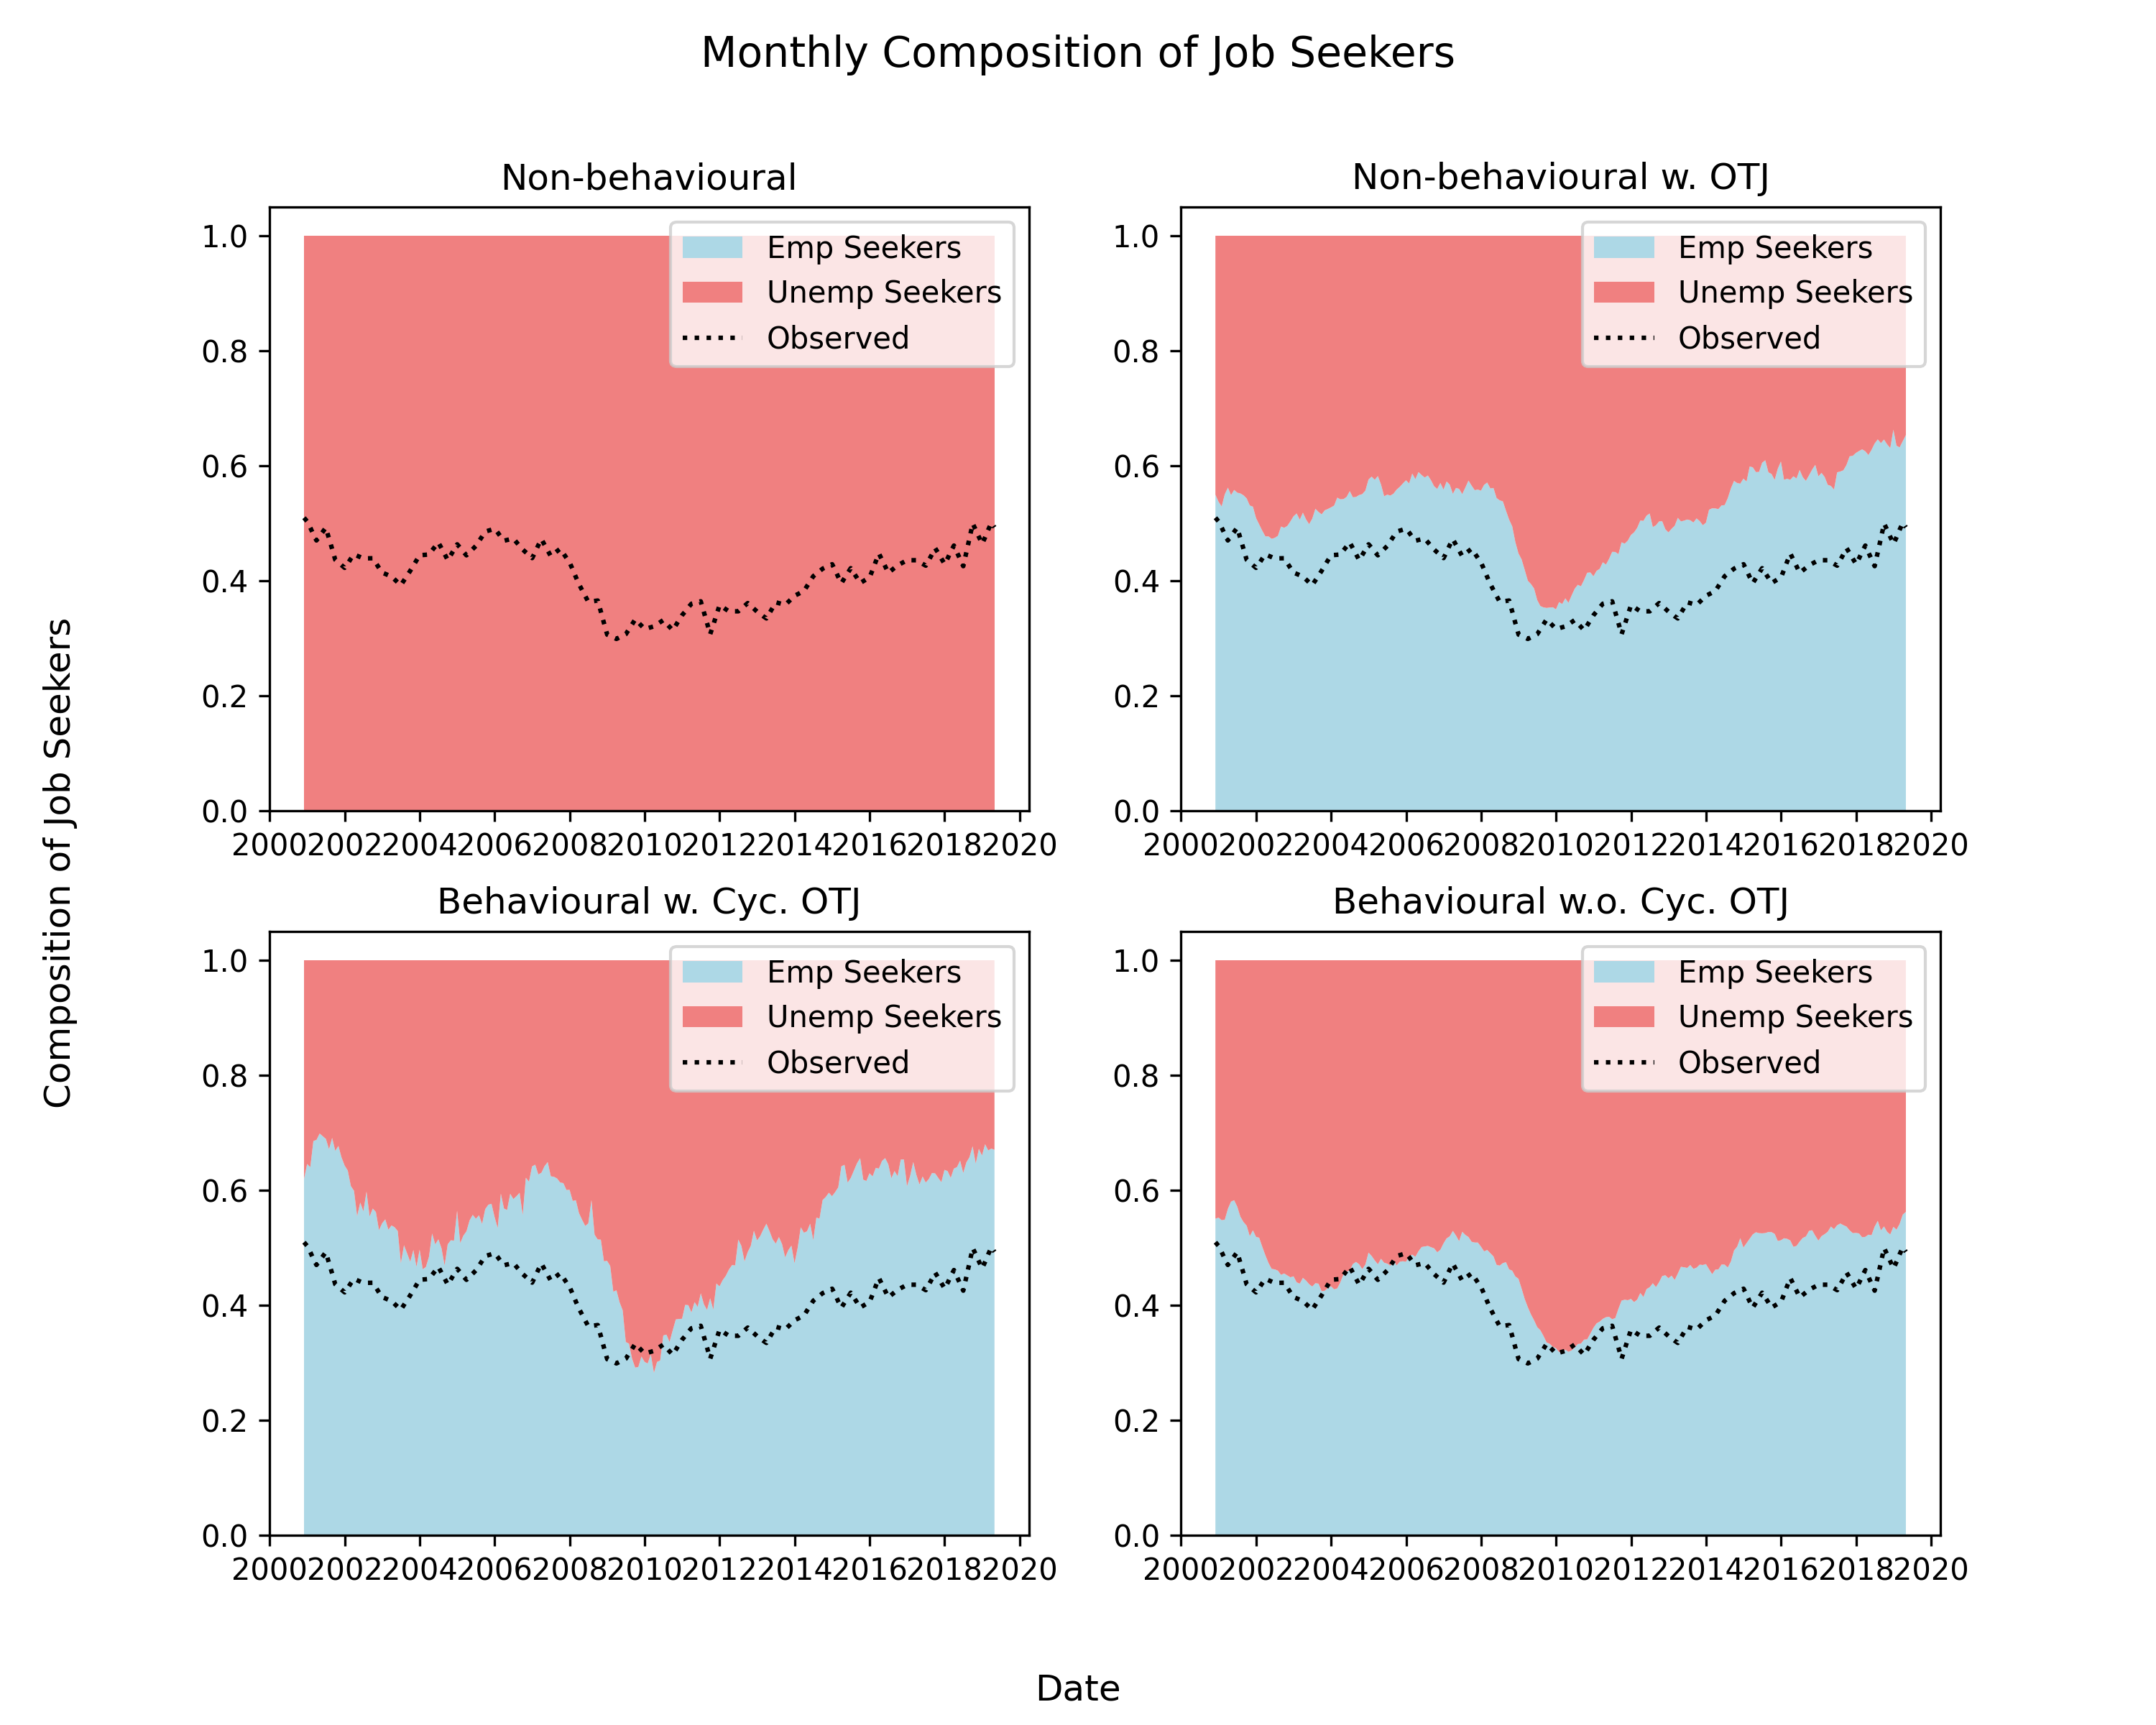 Monthly Composition of Job Seekers
Composition of Job Seekers
Non-behavioural
1.0
0.8
0.6
0.4
0.2
0.0
Emp Seekers
Unemp Seekers
Observed
2000 2002 2004 2006 2008 2010 2012 2014 2016 2018 2020
Non-behavioural w. OTJ
1.0
0.8
0.6
0.4
0.2
0.0
Emp Seekers
Unemp Seekers
Observed
2000 2002 2004 2006 2008 2010 2012 2014 2016 2018 2020
Behavioural w. Cyc. OTJ
1.0
0.8
0.6
0.4
0.2
0.0
Emp Seekers
Unemp Seekers
Observed
2000 2002 2004 2006 2008 2010 2012 2014 2016 2018 2020
Behavioural w.o. Cyc. OTJ
1.0
0.8
0.6
0.4
0.2
0.0
Emp Seekers
Unemp Seekers
Observed
2000 2002 2004 2006 2008 2010 2012 2014 2016 2018 2020
Date